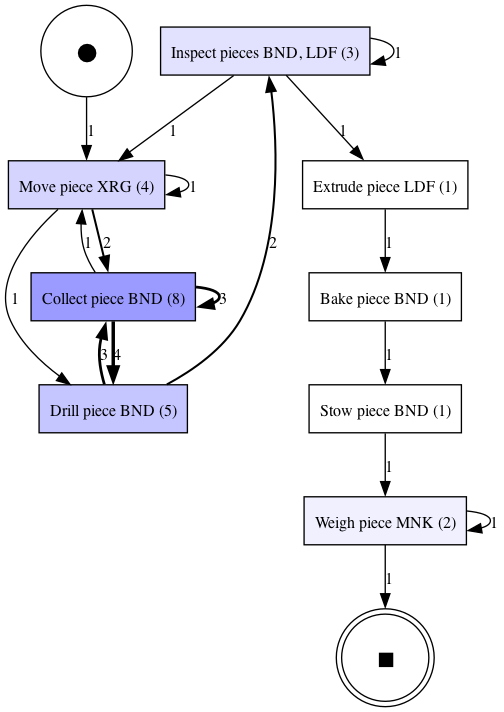 Inspect pieces BND, LDF (3)
1
1
1
1
Move piece XRG (4)
1
Extrude piece LDF (1)
1
1
2
2
1
Collect piece BND (8)
3
Bake piece BND (1)
3
4
1
Drill piece BND (5)
Stow piece BND (1)
1
Weigh piece MNK (2)
1
1